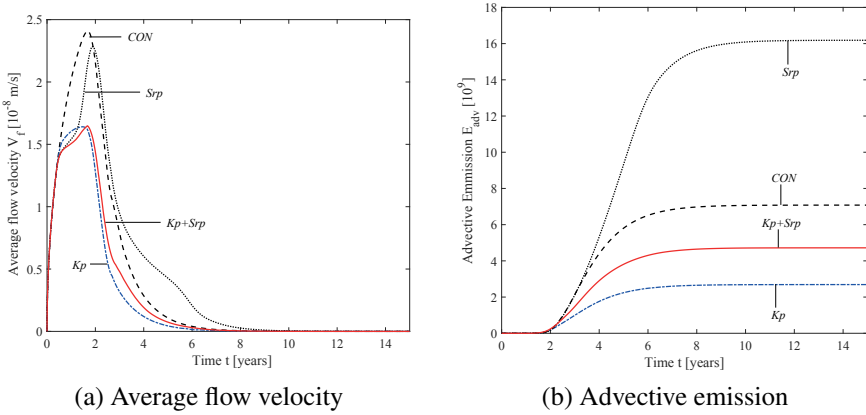 2.5
2
1.5
1
0.5
0
Average flow velocity V_f [10^-8 m/s]
CON
Srp
Kp+Srp
Kp
0 2 4 6 8 10 12 14
Time t [years]
(a) Average flow velocity
18
16
14
12
10
8
6
4
2
0
Advective Emmission E_adv [10^9]
Srp
CON
Kp+Srp
Kp
0 2 4 6 8 10 12 14
Time t [years]
(b) Advective emission